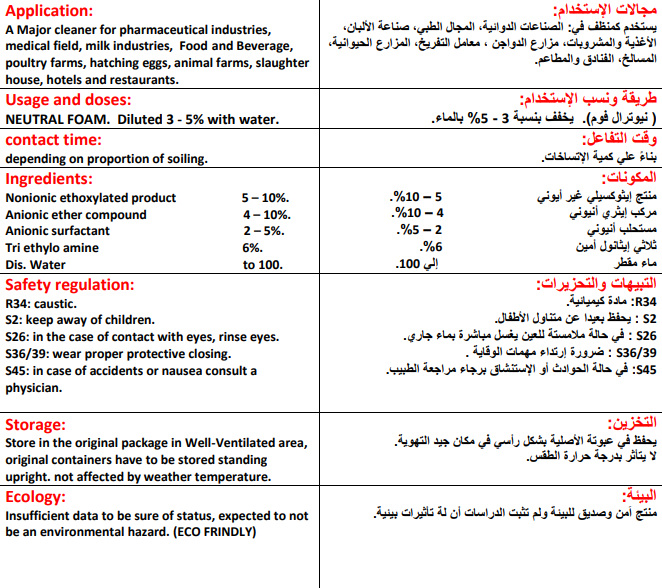 Application:
A Major cleaner for pharmaceutical industries,
medical field, milk industries, Food and Beverage,
poultry farms, hatching eggs, animal farms, slaughter
house, hotels and restaurants.
مجالات الإستخدام:
يستخدم كمنظف في: الصناعات الدوائية، المجال الطبي، صناعة الألبان،
الأغذية والمشروبات، مزارع الدواجن ، معامل التفريخ، المزارع الحيوانية،
المسالخ، الفنادق والمطاعم.
Usage and doses:
NEUTRAL FOAM. Diluted 3 - 5% with water.
طريقة ونسب الإستخدام:
( نيوترال فوم). يخفف بنسبة 3 - 5% بالماء.
contact time:
depending on proportion of soiling.
وقت التفاعل:
بناءً علي كمية الإتساخات.
Ingredients:
Nonionic ethoxylated product 5 – 10%.
Anionic ether compound 4 – 10%.
Anionic surfactant 2 – 5%.
Tri ethylo amine 6%.
Dis. Water to 100.
المكونات:
منتج إيثوكسيلي غير أيوني 5 – 10%.
مركب إيثري أنيوني 4 – 10%.
مستحلب أنيوني 2 – 5%.
ثلاثي إيثانول أمين 6%.
ماء مقطر إلي 100.
Safety regulation:
R34: caustic.
S2: keep away of children.
S26: in the case of contact with eyes, rinse eyes.
S36/39: wear proper protective closing.
S45: in case of accidents or nausea consult a
physician.
التبيهات والتحزيرات:
R34: مادة كيميائية.
S2 : يحفظ بعيدا عن متناول الأطفال.
S26 : في حالة ملامستة للعين يغسل مباشرة بماء جاري.
S36/39 : ضرورة إرتداء مهمات الوقاية .
S45: في حالة الحوادث أو الإستنشاق برجاء مراجعة الطبيب.
Storage:
Store in the original package in Well-Ventilated area,
original containers have to be stored standing
upright. not affected by weather temperature.
التخزين:
يحفظ في عبوتة الأصلية بشكل رأسي في مكان جيد التهوية.
لا يتأثر بدرجة حرارة الطقس.
Ecology:
Insufficient data to be sure of status, expected to not
be an environmental hazard. (ECO FRINDLY)
البيئة:
منتج أمن وصديق للبيئة ولم تثبت الدراسات أن لة تأثيرات بيئية.